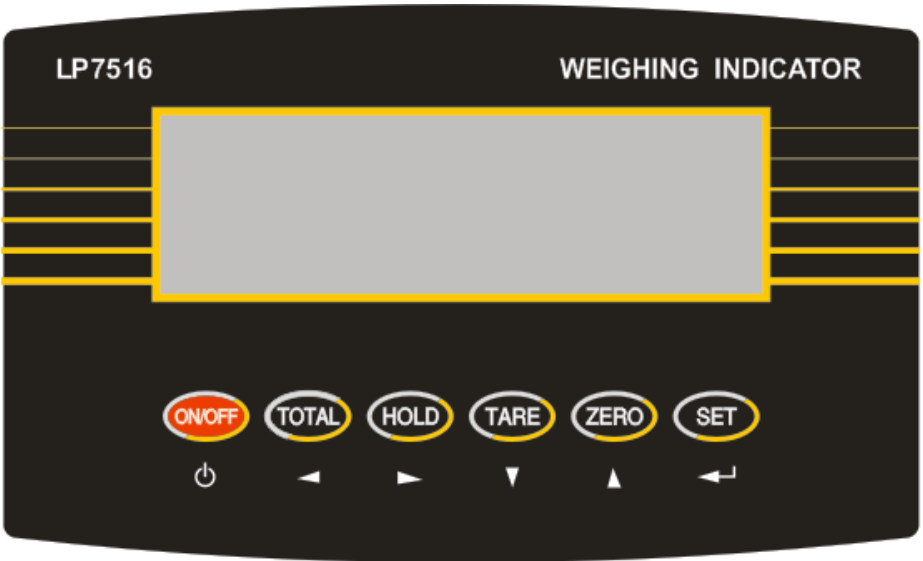 LP7516 WEIGHING INDICATOR
ON/OFF TOTAL HOLD TARE ZERO SET